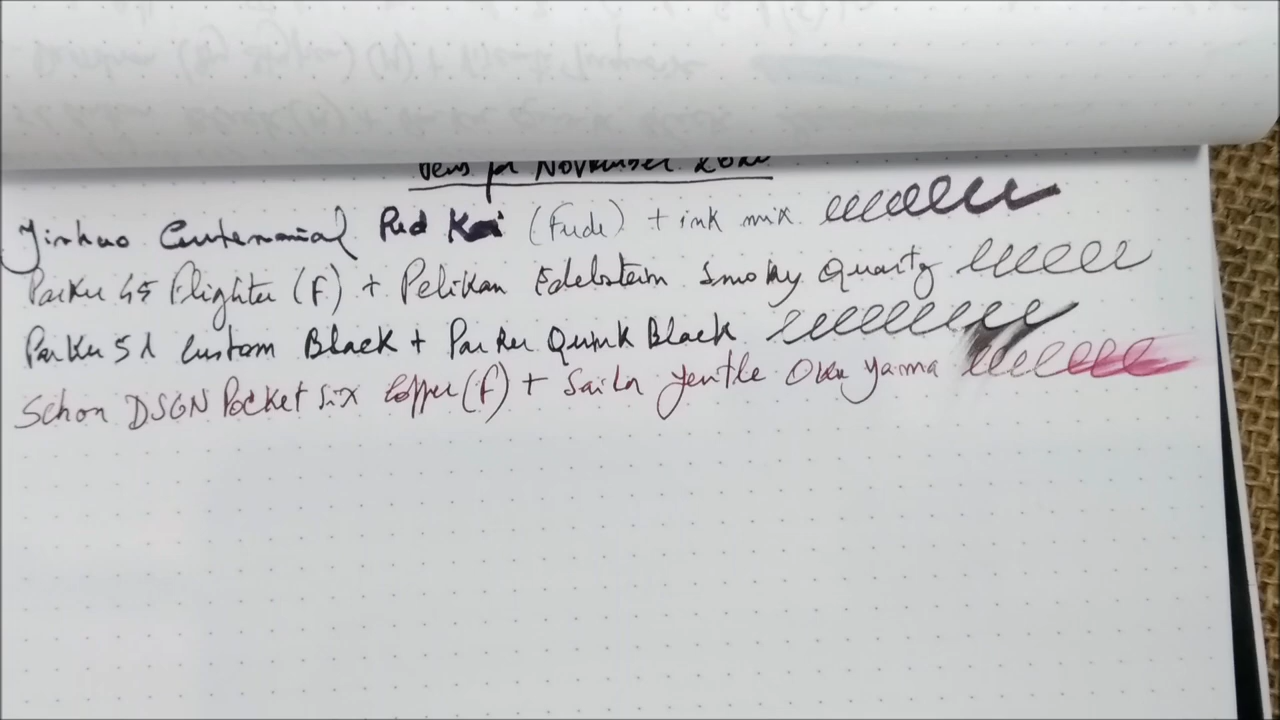 Pens for November 2020
Jinhao Centennial Red Koi (Fude) + ink mix
Parker 45 Flighter (F) + Pelikan Edelstein Smoky Quartz
Parker 51 Custom Black + Parker Quink Black
Schon DSGN Pocket Six Copper (F) + Sailor Jentle Oku Yama